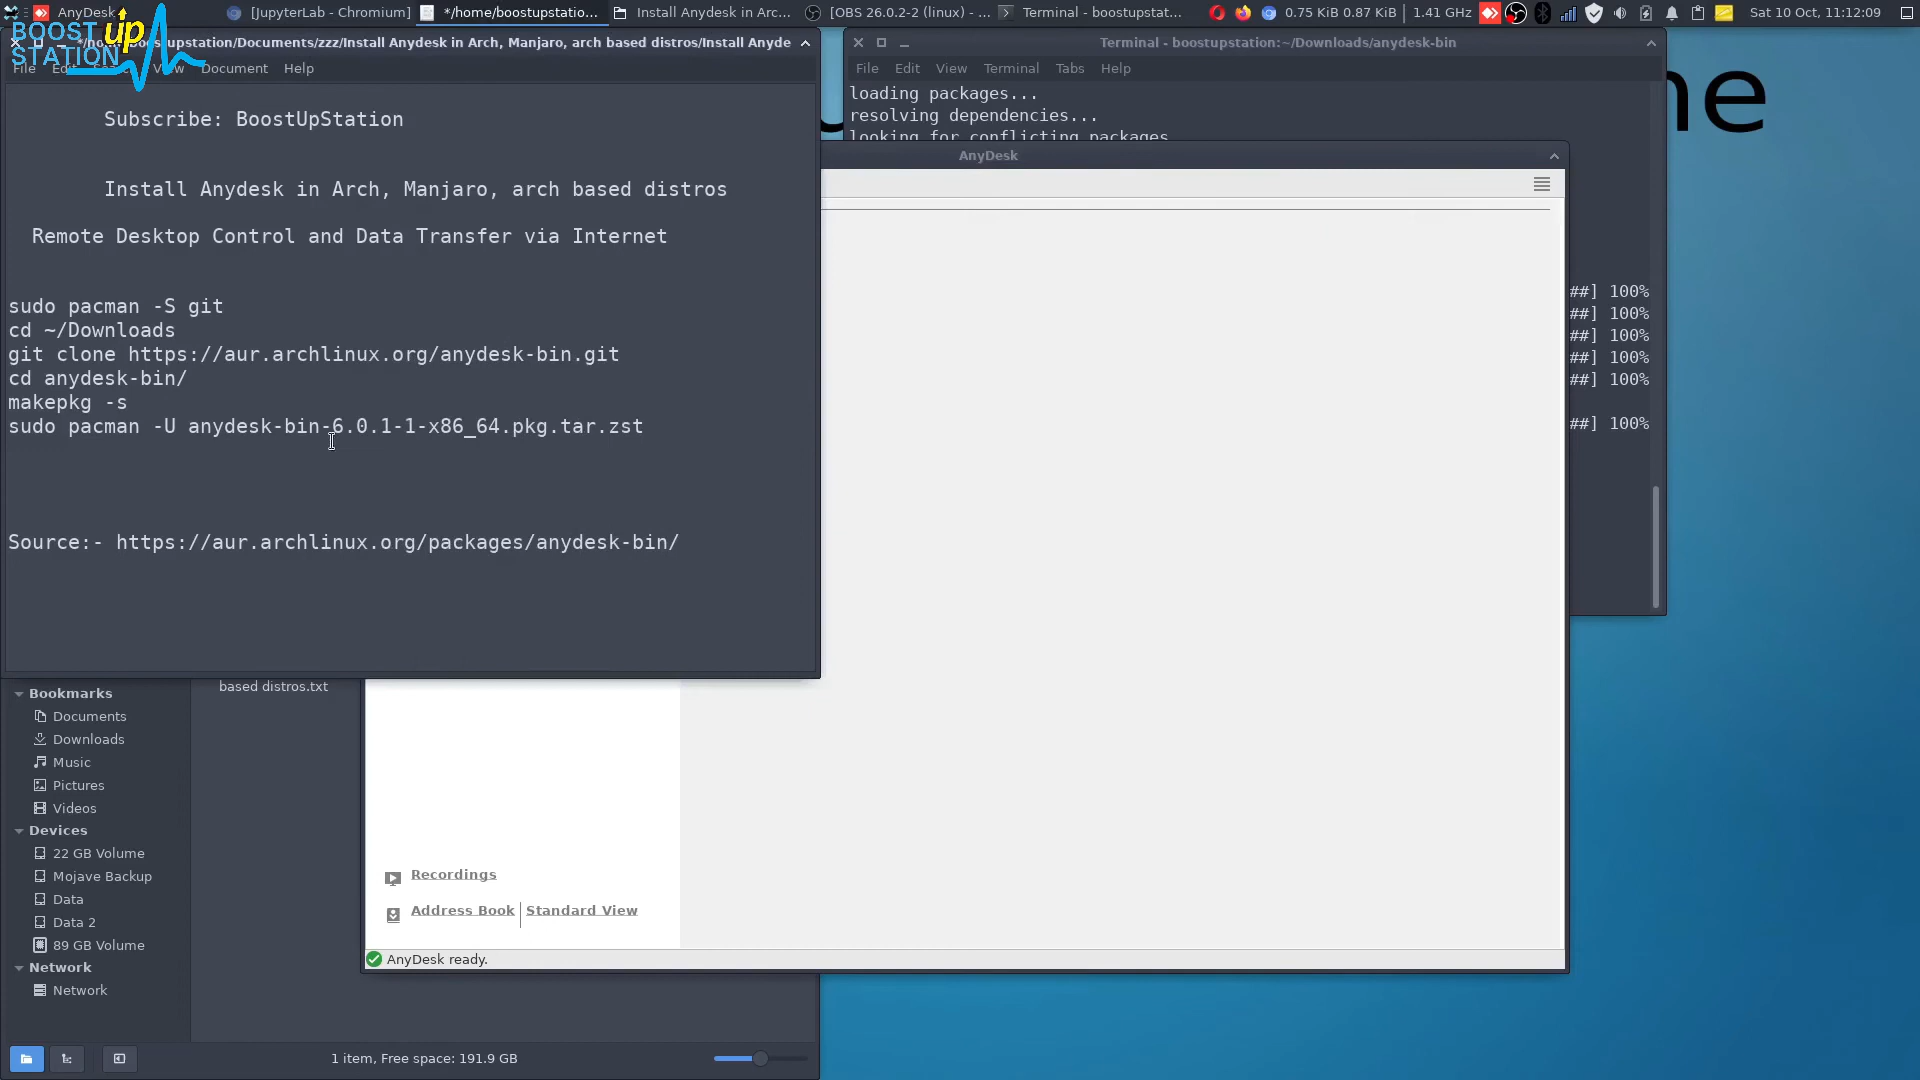 AnyDesk
[JupyterLab - Chromium]
*/home/boostupstatio...
Install Anydesk in Arc...
[OBS 26.0.2-2 (linux) - ...
Terminal - boostupstat...
0.75 KiB 0.87 KiB
1.41 GHz
Sat 10 Oct, 11:12:09
BOOST up
STATION
upstation/Documents/zzz/Install Anydesk in Arch, Manjaro, arch based distros/Install Anyde
File Edit Search View Document Help
Subscribe: BoostUpStation
Install Anydesk in Arch, Manjaro, arch based distros
Remote Desktop Control and Data Transfer via Internet
sudo pacman -S git
cd ~/Downloads
git clone https://aur.archlinux.org/anydesk-bin.git
cd anydesk-bin/
makepkg -s
sudo pacman -U anydesk-bin-6.0.1-1-x86_64.pkg.tar.zst
Source:- https://aur.archlinux.org/packages/anydesk-bin/
Terminal - boostupstation:~/Downloads/anydesk-bin
File Edit View Terminal Tabs Help
loading packages...
resolving dependencies...
looking for conflicting packages
##] 100%
##] 100%
##] 100%
##] 100%
##] 100%
##] 100%
AnyDesk
Recordings
Address Book
Standard View
AnyDesk ready.
based distros.txt
Bookmarks
Documents
Downloads
Music
Pictures
Videos
Devices
22 GB Volume
Mojave Backup
Data
Data 2
89 GB Volume
Network
Network
1 item, Free space: 191.9 GB